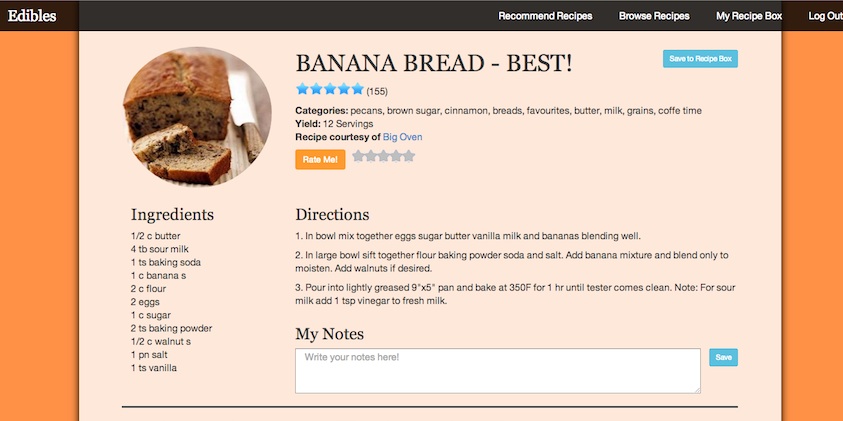 Edibles
Recommend Recipes
Browse Recipes
My Recipe Box
Log Out
BANANA BREAD - BEST!
Save to Recipe Box
(155)
Categories: pecans, brown sugar, cinnamon, breads, favourites, butter, milk, grains, coffe time
Yield: 12 Servings
Recipe courtesy of Big Oven
Rate Me!
Ingredients
1/2 c butter
4 tb sour milk
1 ts baking soda
1 c banana s
2 c flour
2 eggs
1 c sugar
2 ts baking powder
1/2 c walnut s
1 pn salt
1 ts vanilla
Directions
1. In bowl mix together eggs sugar butter vanilla milk and bananas blending well.
2. In large bowl sift together flour baking powder soda and salt. Add banana mixture and blend only to
moisten. Add walnuts if desired.
3. Pour into lightly greased 9"x5" pan and bake at 350F for 1 hr until tester comes clean. Note: For sour
milk add 1 tsp vinegar to fresh milk.
My Notes
Write your notes here!
Save